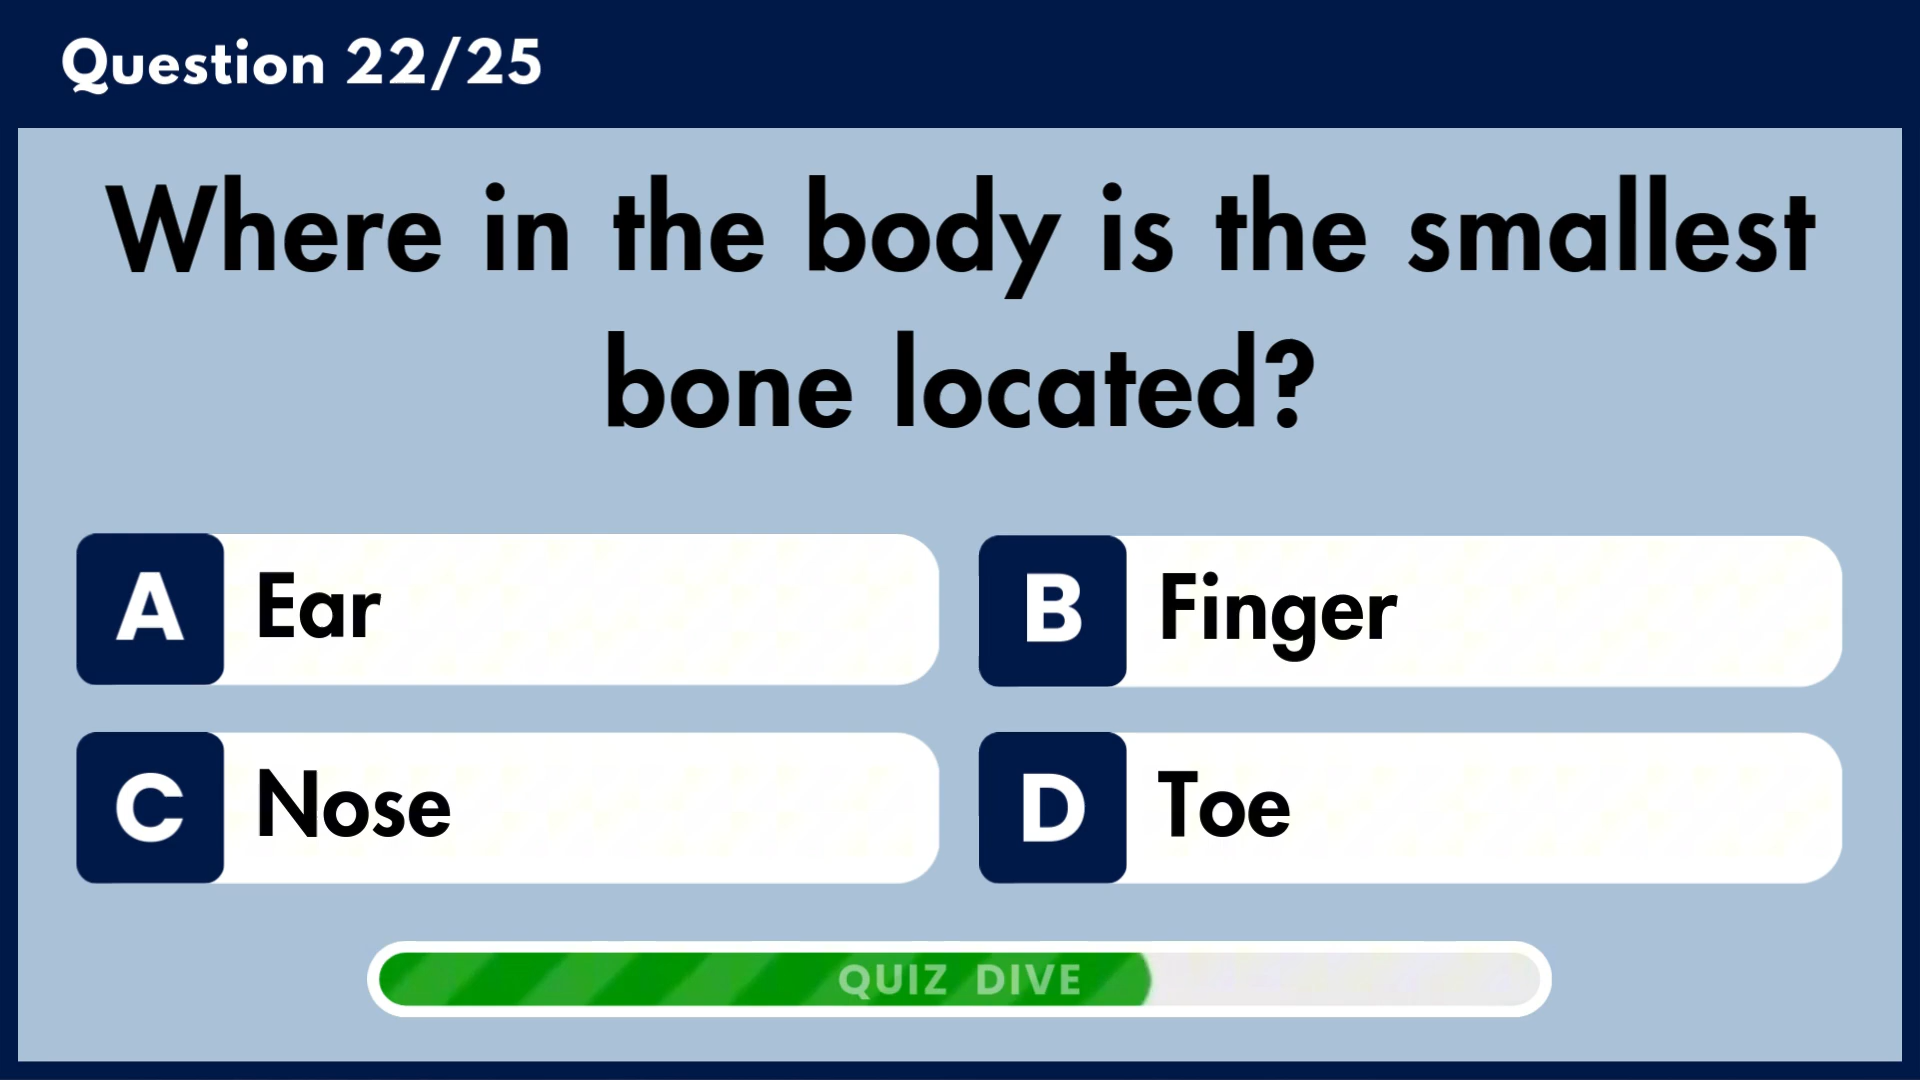 Question 22/25
Where in the body is the smallest
bone located?
A Ear
B Finger
C Nose
D Toe
QUIZ DIVE